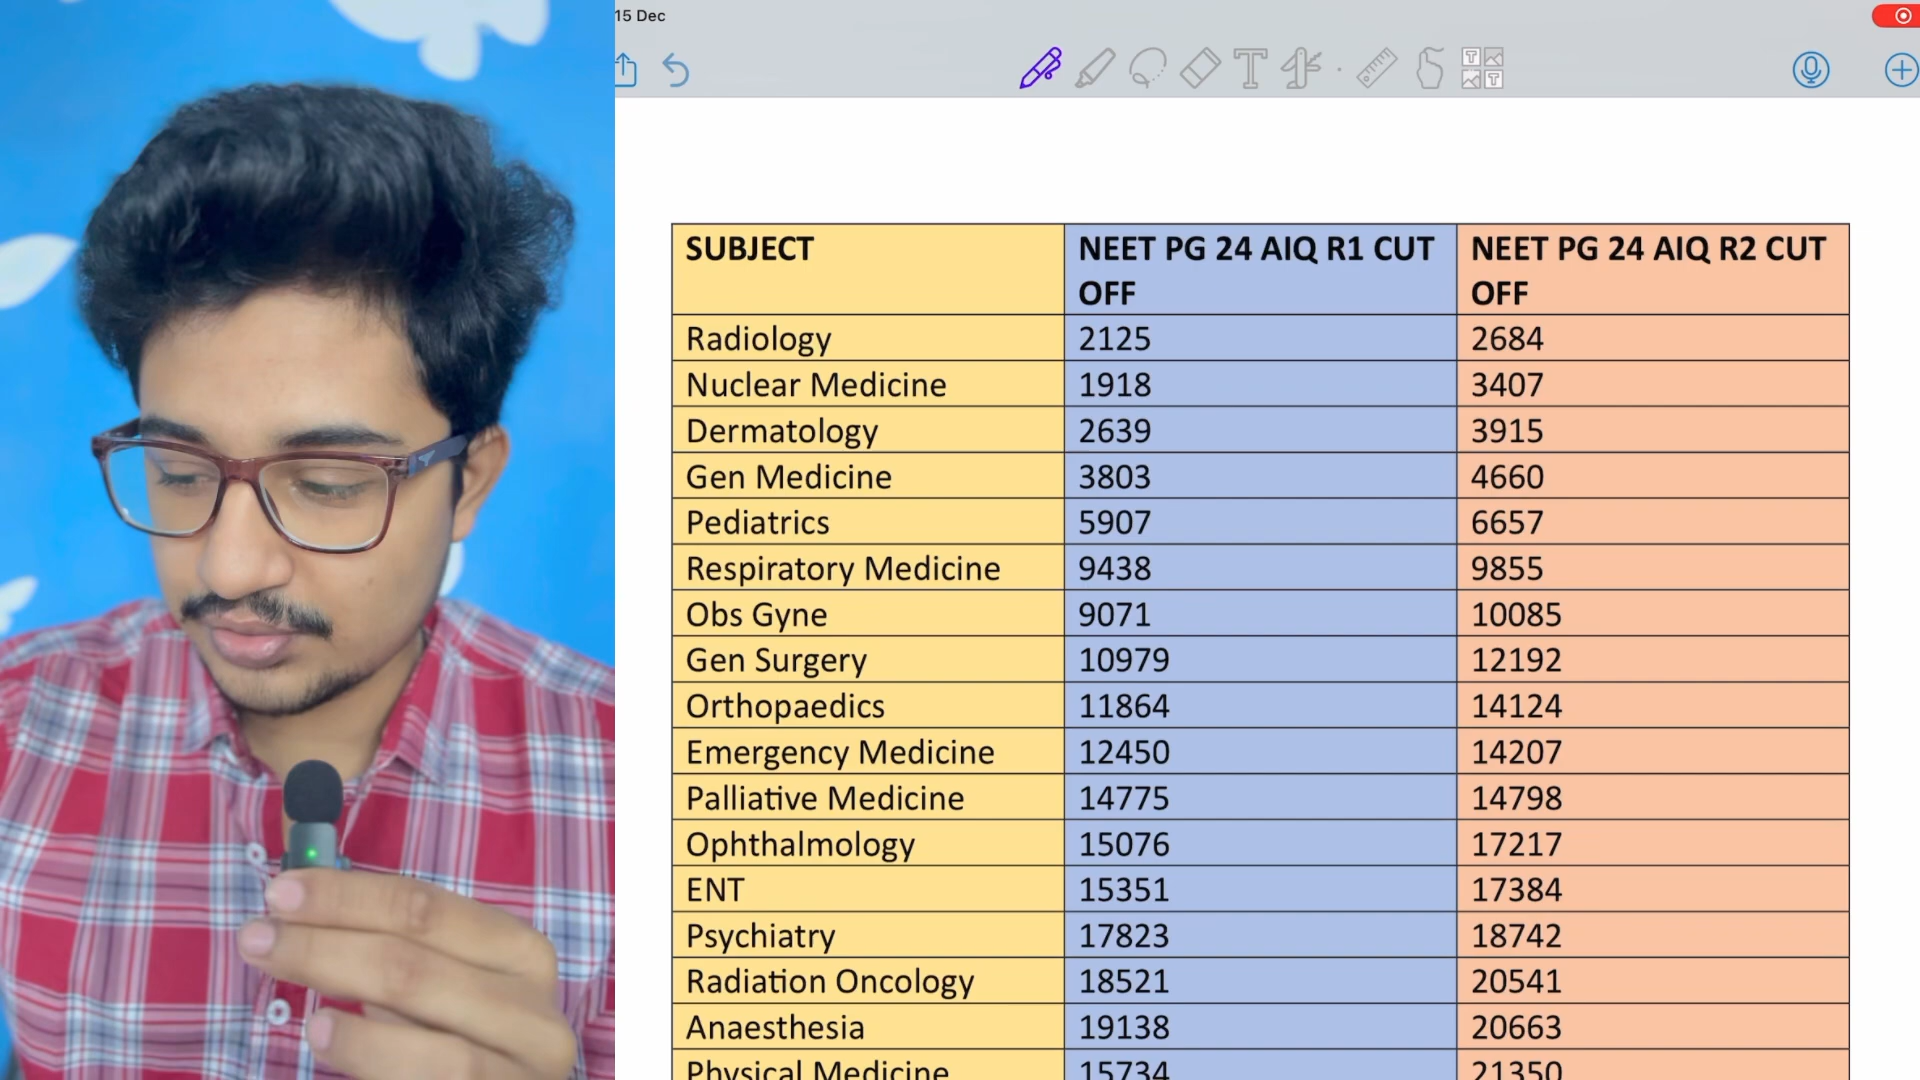 15 Dec
SUBJECT
NEET PG 24 AIQ R1 CUT
OFF
NEET PG 24 AIQ R2 CUT
OFF
Radiology 2125 2684
Nuclear Medicine 1918 3407
Dermatology 2639 3915
Gen Medicine 3803 4660
Pediatrics 5907 6657
Respiratory Medicine 9438 9855
Obs Gyne 9071 10085
Gen Surgery 10979 12192
Orthopaedics 11864 14124
Emergency Medicine 12450 14207
Palliative Medicine 14775 14798
Ophthalmology 15076 17217
ENT 15351 17384
Psychiatry 17823 18742
Radiation Oncology 18521 20541
Anaesthesia 19138 20663
Physical Medicine 15734 21350